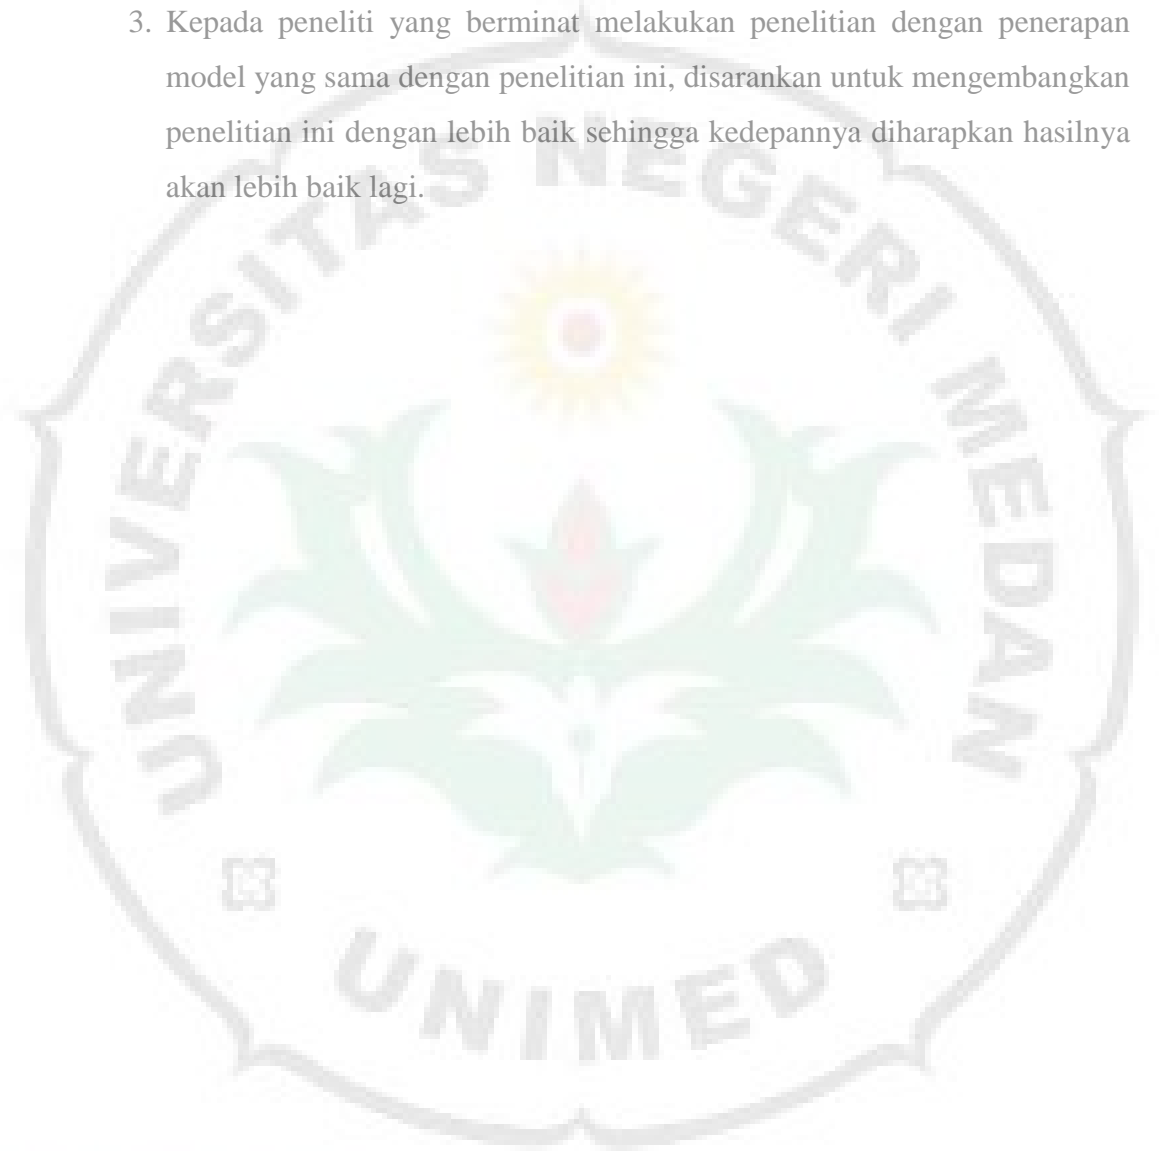 3. Kepada peneliti yang berminat melakukan penelitian dengan penerapan
model yang sama dengan penelitian ini, disarankan untuk mengembangkan
penelitian ini dengan lebih baik sehingga kedepannya diharapkan hasilnya
akan lebih baik lagi.
UNIVERSITAS NEGERI MEDAN
UNIMED